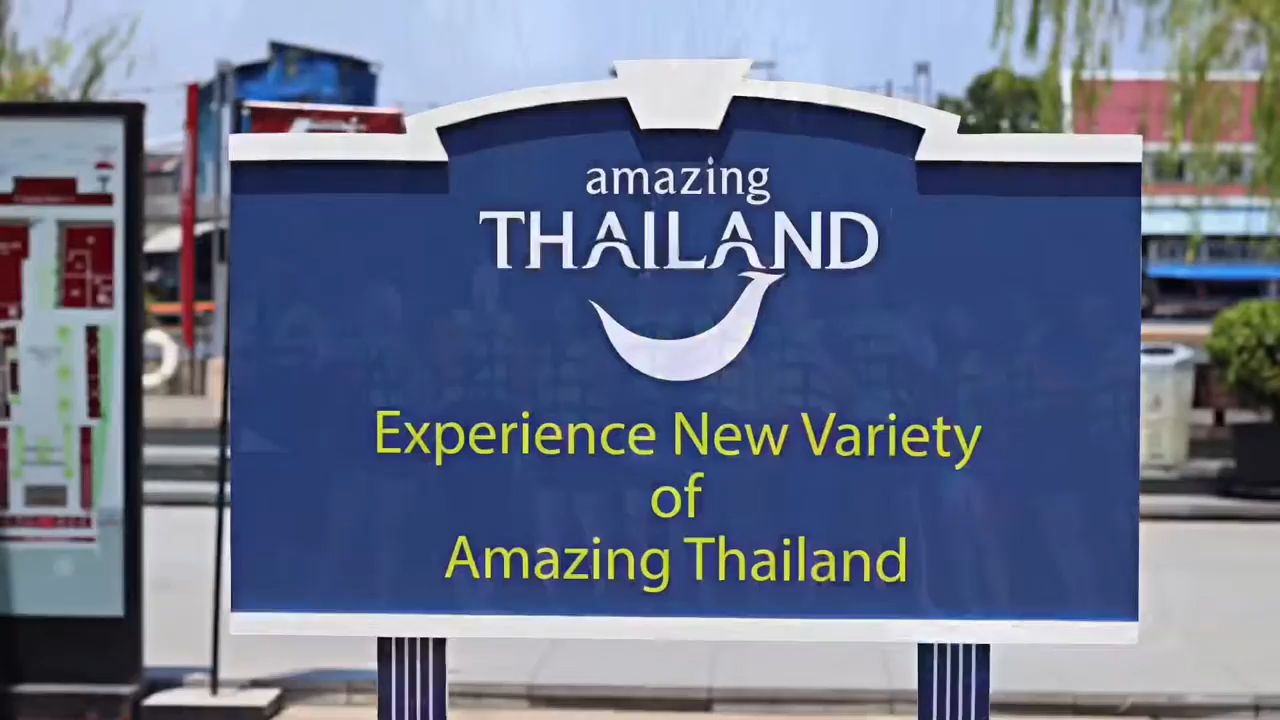 amazing
THAILAND
Experience New Variety
of
Amazing Thailand